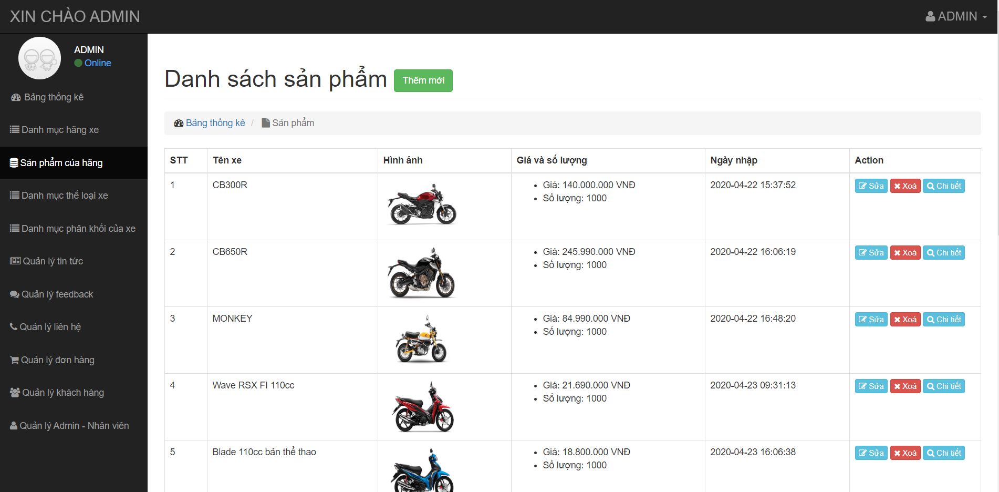 XIN CHÀO ADMIN
ADMIN
ADMIN
Online
Bảng thống kê
Danh mục hãng xe
Sản phẩm của hãng
Danh mục thể loại xe
Danh mục phân khối của xe
Quản lý tin tức
Quản lý feedback
Quản lý liên hệ
Quản lý đơn hàng
Quản lý khách hàng
Quản lý Admin - Nhân viên
Danh sách sản phẩm Thêm mới
Bảng thống kê / Sản phẩm
STT Tên xe Hình ảnh Giá và số lượng Ngày nhập Action
1 CB300R Giá: 140.000.000 VNĐ 2020-04-22 15:37:52 Sửa Xoá Chi tiết
Số lượng: 1000
2 CB650R Giá: 245.990.000 VNĐ 2020-04-22 16:06:19 Sửa Xoá Chi tiết
Số lượng: 1000
3 MONKEY Giá: 84.990.000 VNĐ 2020-04-22 16:48:20 Sửa Xoá Chi tiết
Số lượng: 1000
4 Wave RSX FI 110cc Giá: 21.690.000 VNĐ 2020-04-23 09:31:13 Sửa Xoá Chi tiết
Số lượng: 1000
5 Blade 110cc bản thể thao Giá: 18.800.000 VNĐ 2020-04-23 16:06:38 Sửa Xoá Chi tiết
Số lượng: 1000